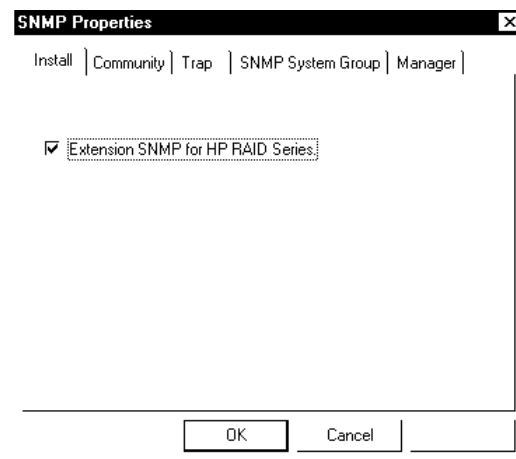 SNMP Properties
Install Community Trap SNMP System Group Manager
Extension SNMP for HP RAID Series.
OK Cancel